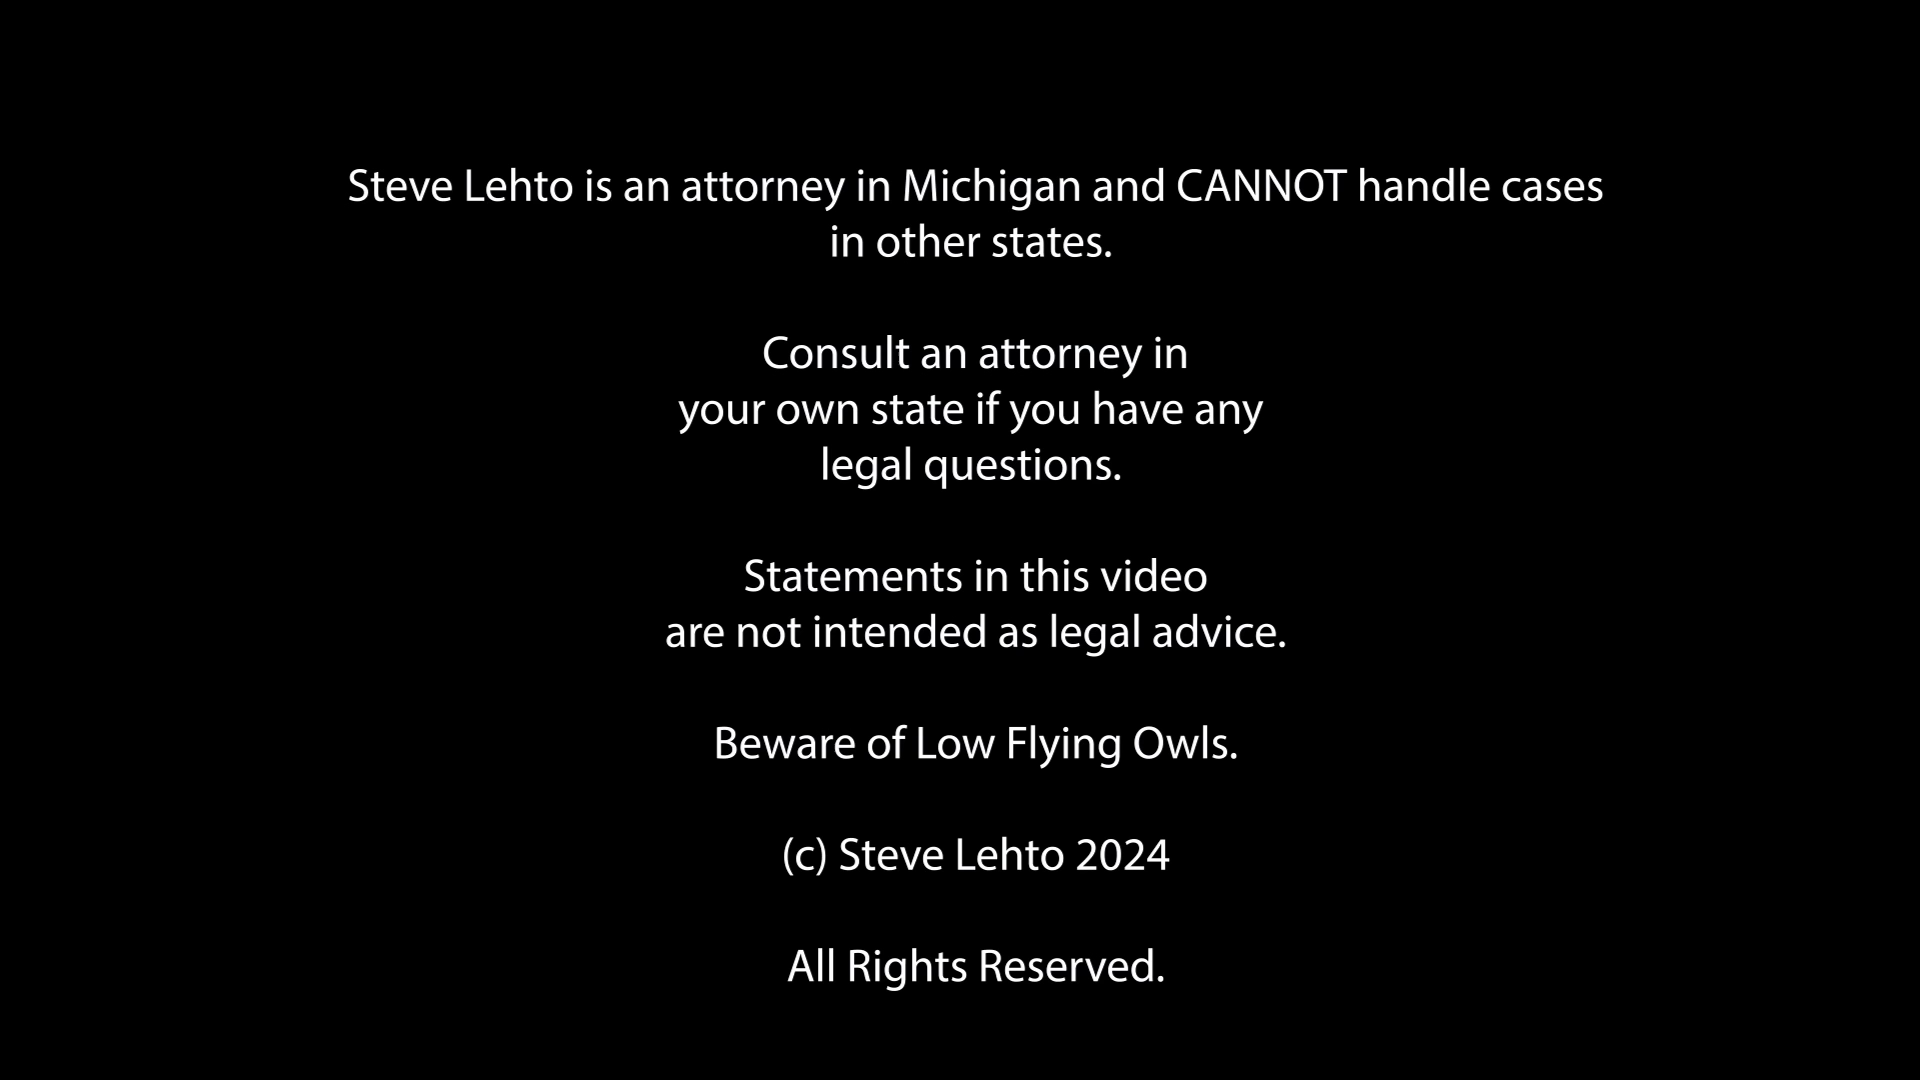 Steve Lehto is an attorney in Michigan and CANNOT handle cases
in other states.
Consult an attorney in
your own state if you have any
legal questions.
Statements in this video
are not intended as legal advice.
Beware of Low Flying Owls.
(c) Steve Lehto 2024
All Rights Reserved.